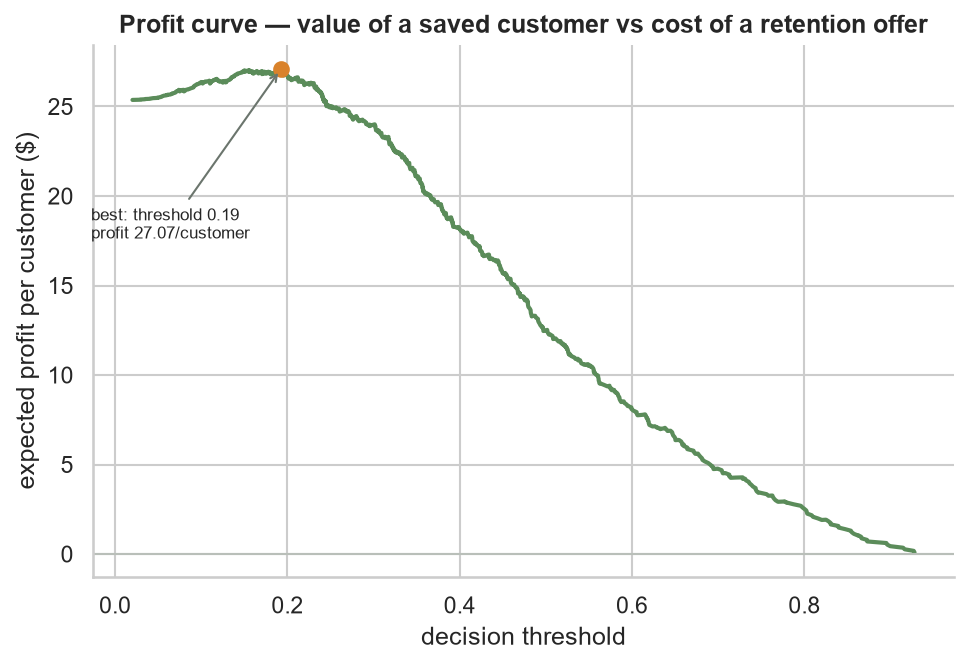 Profit curve — value of a saved customer vs cost of a retention offer
expected profit per customer ($)
25
20
15
10
5
0
best: threshold 0.19
profit 27.07/customer
0.0 0.2 0.4 0.6 0.8
decision threshold